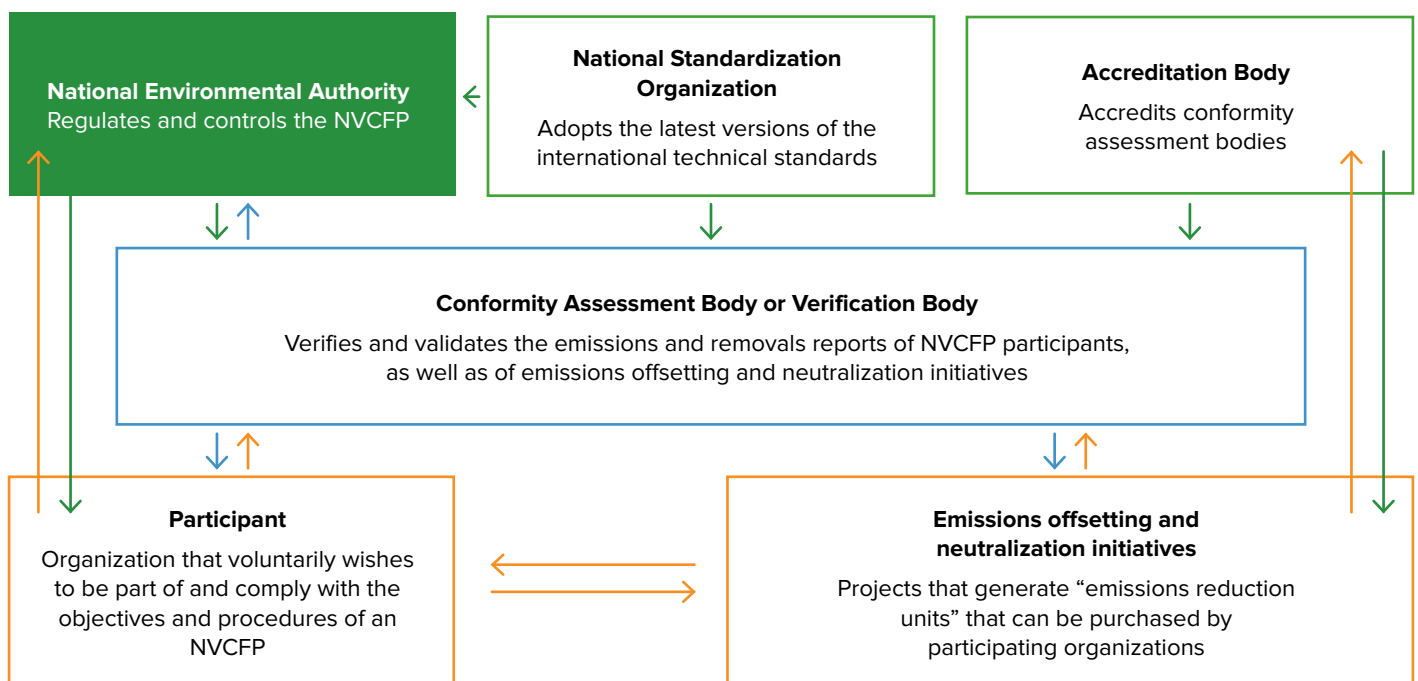 National Environmental Authority
Regulates and controls the NVCFP
National Standardization
Organization
Adopts the latest versions of the
international technical standards
Accreditation Body
Accredits conformity
assessment bodies
Conformity Assessment Body or Verification Body
Verifies and validates the emissions and removals reports of NVCFP participants,
as well as of emissions offsetting and neutralization initiatives
Participant
Organization that voluntarily wishes
to be part of and comply with the
objectives and procedures of an
NVCFP
Emissions offsetting and
neutralization initiatives
Projects that generate “emissions reduction
units” that can be purchased by
participating organizations